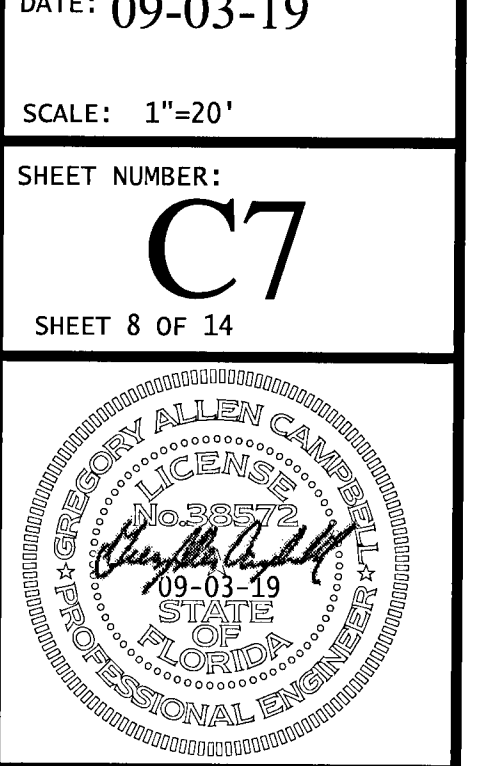 DATE: 09-03-19
SCALE: 1"=20'
SHEET NUMBER:
C7
SHEET 8 OF 14
GREGORY ALLEN CAMPBELL
LICENSE
No.38572
09-03-19
STATE
OF
FLORIDA
☆ PROFESSIONAL ENGINEER ☆